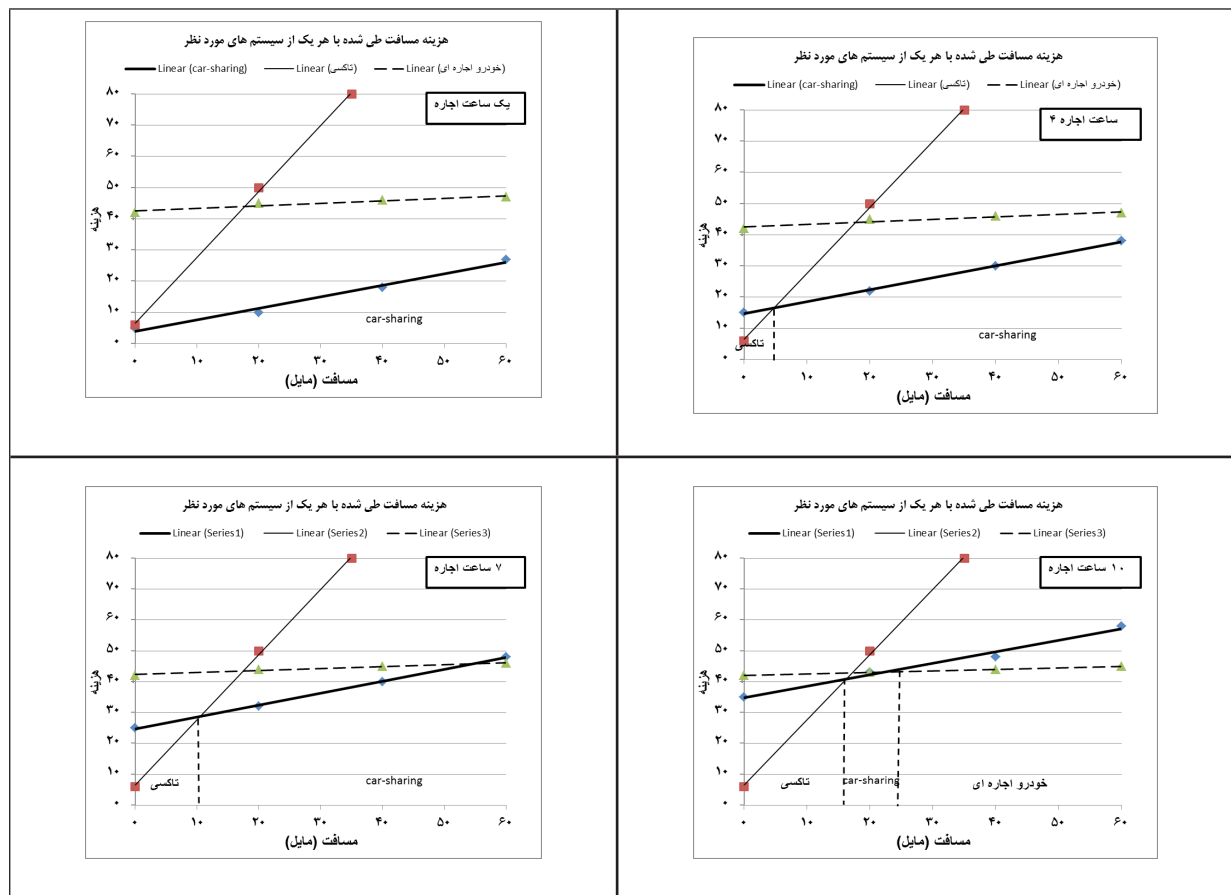 هزینه مسافت طی شده با هر یک از سیستم های مورد نظر
Linear (car-sharing) Linear (تاکسی) Linear (خودرو اجاره ای)
یک ساعت اجاره
هزینه
۸۰
۷۰
۶۰
۵۰
۴۰
۳۰
۲۰
۱۰
۰
car-sharing
۰ ۱۰ ۲۰ ۳۰ ۴۰ ۵۰ ۶۰
مسافت (مایل)
هزینه مسافت طی شده با هر یک از سیستم های مورد نظر
Linear (car-sharing) Linear (تاکسی) Linear (خودرو اجاره ای)
ساعت اجاره ۴
هزینه
۸۰
۷۰
۶۰
۵۰
۴۰
۳۰
۲۰
۱۰
۰
تاکسی car-sharing
۰ ۱۰ ۲۰ ۳۰ ۴۰ ۵۰ ۶۰
مسافت (مایل)
هزینه مسافت طی شده با هر یک از سیستم های مورد نظر
Linear (Series1) Linear (Series2) Linear (Series3)
۷ ساعت اجاره
هزینه
۸۰
۷۰
۶۰
۵۰
۴۰
۳۰
۲۰
۱۰
۰
تاکسی car-sharing
۰ ۱۰ ۲۰ ۳۰ ۴۰ ۵۰ ۶۰
مسافت (مایل)
هزینه مسافت طی شده با هر یک از سیستم های مورد نظر
Linear (Series1) Linear (Series2) Linear (Series3)
۱۰ ساعت اجاره
هزینه
۸۰
۷۰
۶۰
۵۰
۴۰
۳۰
۲۰
۱۰
۰
تاکسی car-sharing خودرو اجاره ای
۰ ۱۰ ۲۰ ۳۰ ۴۰ ۵۰ ۶۰
مسافت (مایل)